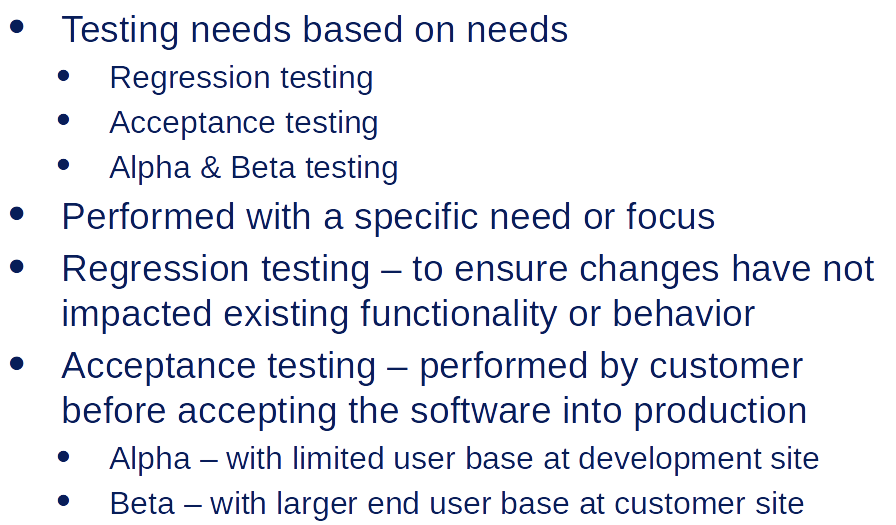 • Testing needs based on needs
• Regression testing
• Acceptance testing
• Alpha & Beta testing
• Performed with a specific need or focus
• Regression testing – to ensure changes have not
impacted existing functionality or behavior
• Acceptance testing – performed by customer
before accepting the software into production
• Alpha – with limited user base at development site
• Beta – with larger end user base at customer site